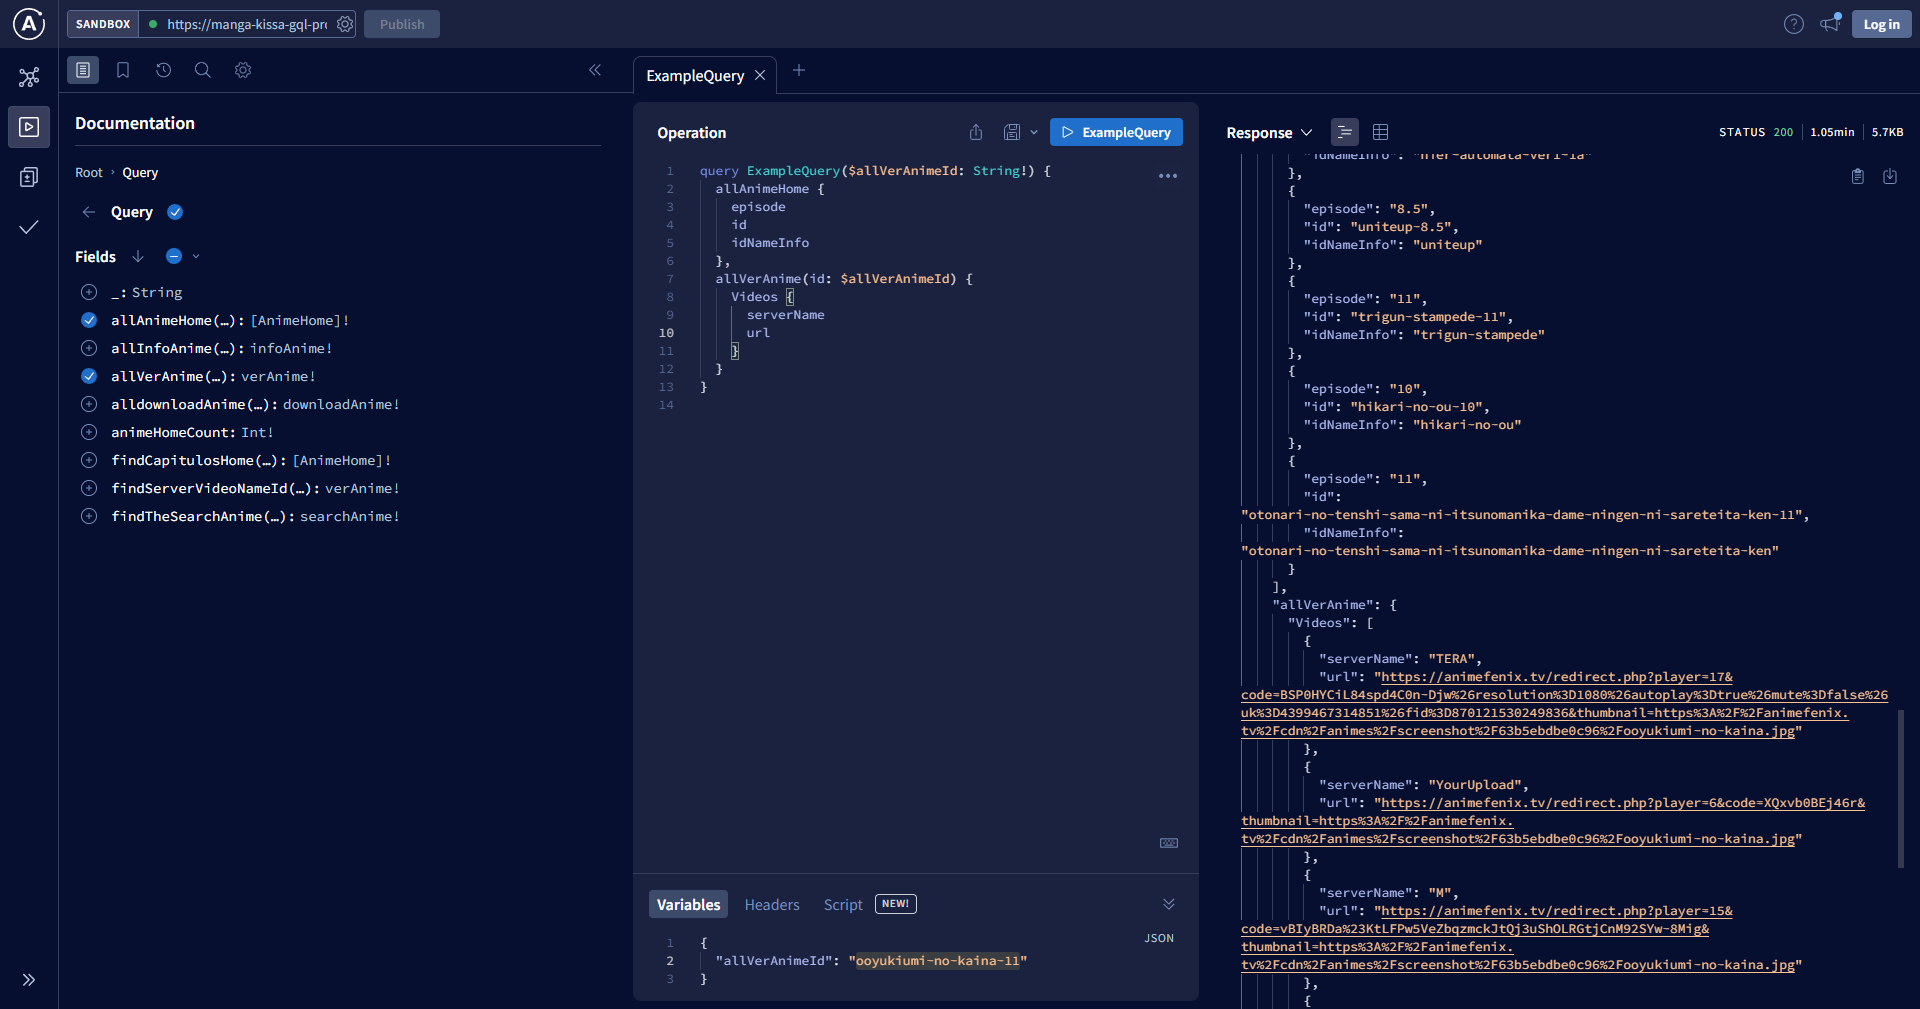 SANDBOX https://manga-kissa-gql-pr Publish Log in
Documentation
Root › Query
Query
Fields
_: String
allAnimeHome(…): [AnimeHome]!
allInfoAnime(…): infoAnime!
allVerAnime(…): verAnime!
alldownloadAnime(…): downloadAnime!
animeHomeCount: Int!
findCapitulosHome(…): [AnimeHome]!
findServerVideoNameId(…): verAnime!
findTheSearchAnime(…): searchAnime!
ExampleQuery
Operation
ExampleQuery
1 query ExampleQuery($allVerAnimeId: String!) {
2 allAnimeHome {
3 episode
4 id
5 idNameInfo
6 },
7 allVerAnime(id: $allVerAnimeId) {
8 Videos {
9 serverName
10 url
11 }
12 }
13 }
14
Variables Headers Script NEW!
JSON
1 {
2 "allVerAnimeId": "ooyukiumi-no-kaina-11"
3 }
Response STATUS 200 1.05min 5.7KB
"idNameInfo": "nier-automata-ver1-1a"
},
{
"episode": "8.5",
"id": "uniteup-8.5",
"idNameInfo": "uniteup"
},
{
"episode": "11",
"id": "trigun-stampede-11",
"idNameInfo": "trigun-stampede"
},
{
"episode": "10",
"id": "hikari-no-ou-10",
"idNameInfo": "hikari-no-ou"
},
{
"episode": "11",
"id":
"otonari-no-tenshi-sama-ni-itsunomanika-dame-ningen-ni-sareteita-ken-11",
"idNameInfo":
"otonari-no-tenshi-sama-ni-itsunomanika-dame-ningen-ni-sareteita-ken"
}
],
"allVerAnime": {
"Videos": [
{
"serverName": "TERA",
"url": "https://animefenix.tv/redirect.php?player=17&
code=BSP0HYCiL84spd4C0n-Djw%26resolution%3D1080%26autoplay%3Dtrue%26mute%3Dfalse%26
uk%3D4399467314851%26fid%3D870121530249836&thumbnail=https%3A%2F%2Fanimefenix.
tv%2Fcdn%2Fanimes%2Fscreenshot%2F63b5ebdbe0c96%2Fooyukiumi-no-kaina.jpg"
},
{
"serverName": "YourUpload",
"url": "https://animefenix.tv/redirect.php?player=6&code=XQxvb0BEj46r&
thumbnail=https%3A%2F%2Fanimefenix.
tv%2Fcdn%2Fanimes%2Fscreenshot%2F63b5ebdbe0c96%2Fooyukiumi-no-kaina.jpg"
},
{
"serverName": "M",
"url": "https://animefenix.tv/redirect.php?player=15&
code=vBIyBRDa%23KtLFPw5VeZbqzmckJtQj3uShOLRGtjCnM92SYw-8Mig&
thumbnail=https%3A%2F%2Fanimefenix.
tv%2Fcdn%2Fanimes%2Fscreenshot%2F63b5ebdbe0c96%2Fooyukiumi-no-kaina.jpg"
},
{